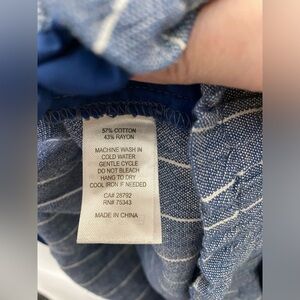 57% COTTON
43% RAYON
MACHINE WASH IN
COLD WATER
GENTLE CYCLE
DO NOT BLEACH
HANG TO DRY
COOL IRON IF NEEDED
CA# 28792
RN# 75343
MADE IN CHINA